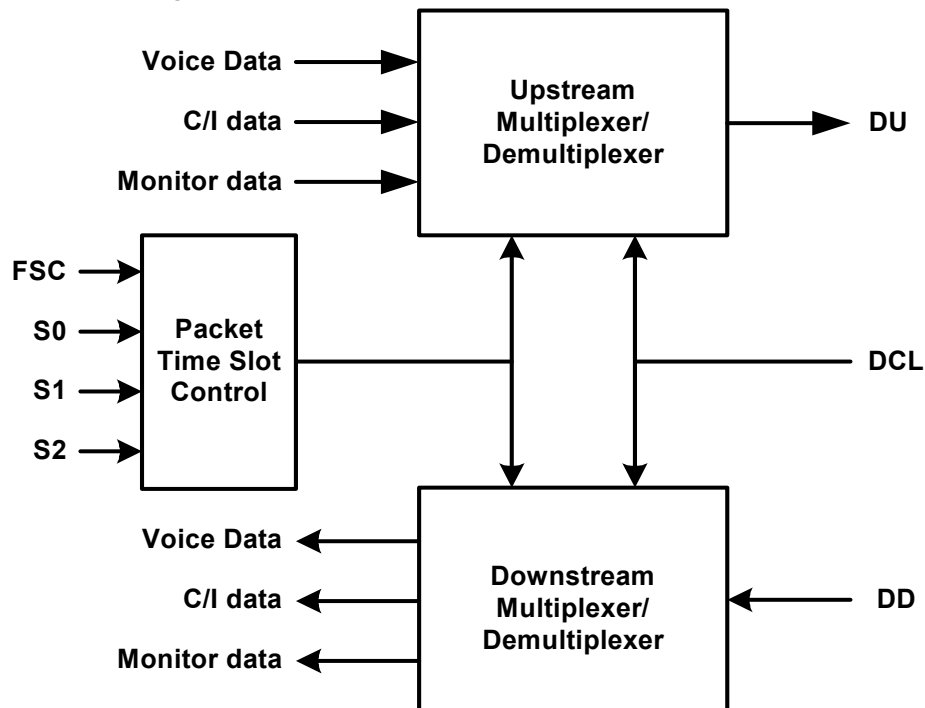 Voice Data
C/I data
Monitor data
Upstream
Multiplexer/
Demultiplexer
DU
FSC
S0
S1
S2
Packet
Time Slot
Control
DCL
Voice Data
C/I data
Monitor data
Downstream
Multiplexer/
Demultiplexer
DD